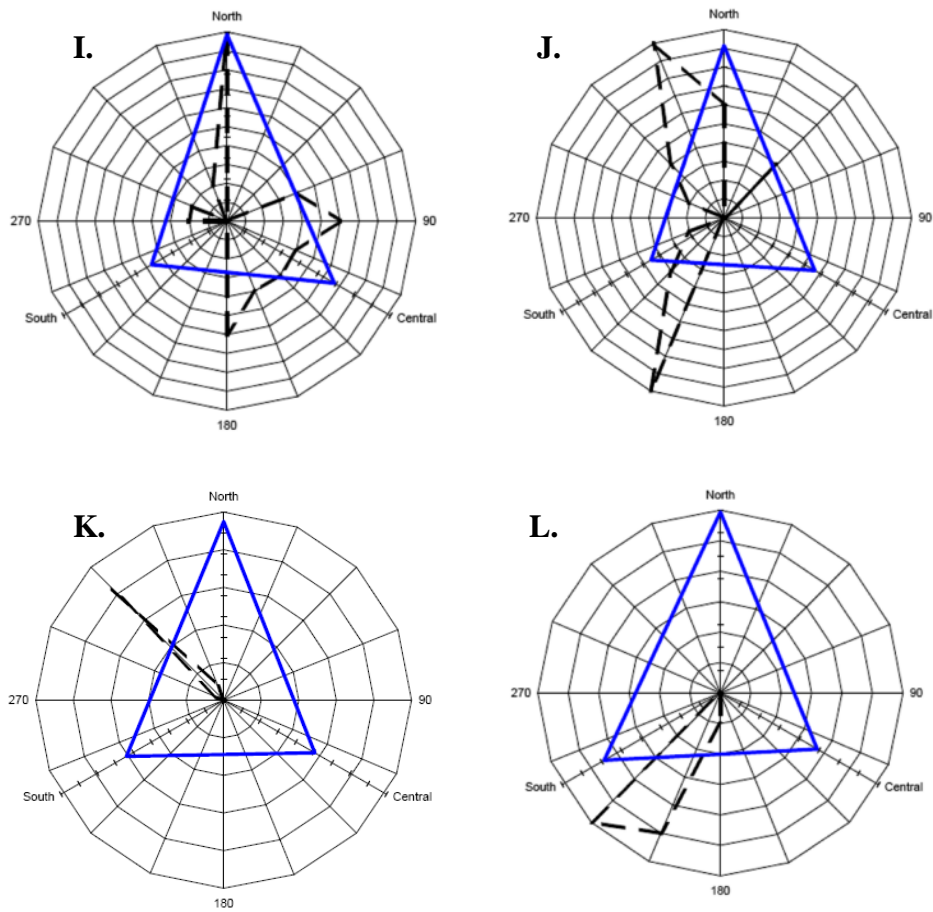 North
I.
270
90
South
Central
180
North
J.
270
90
South
Central
180
North
K.
270
90
South
Central
180
North
L.
270
90
South
Central
180